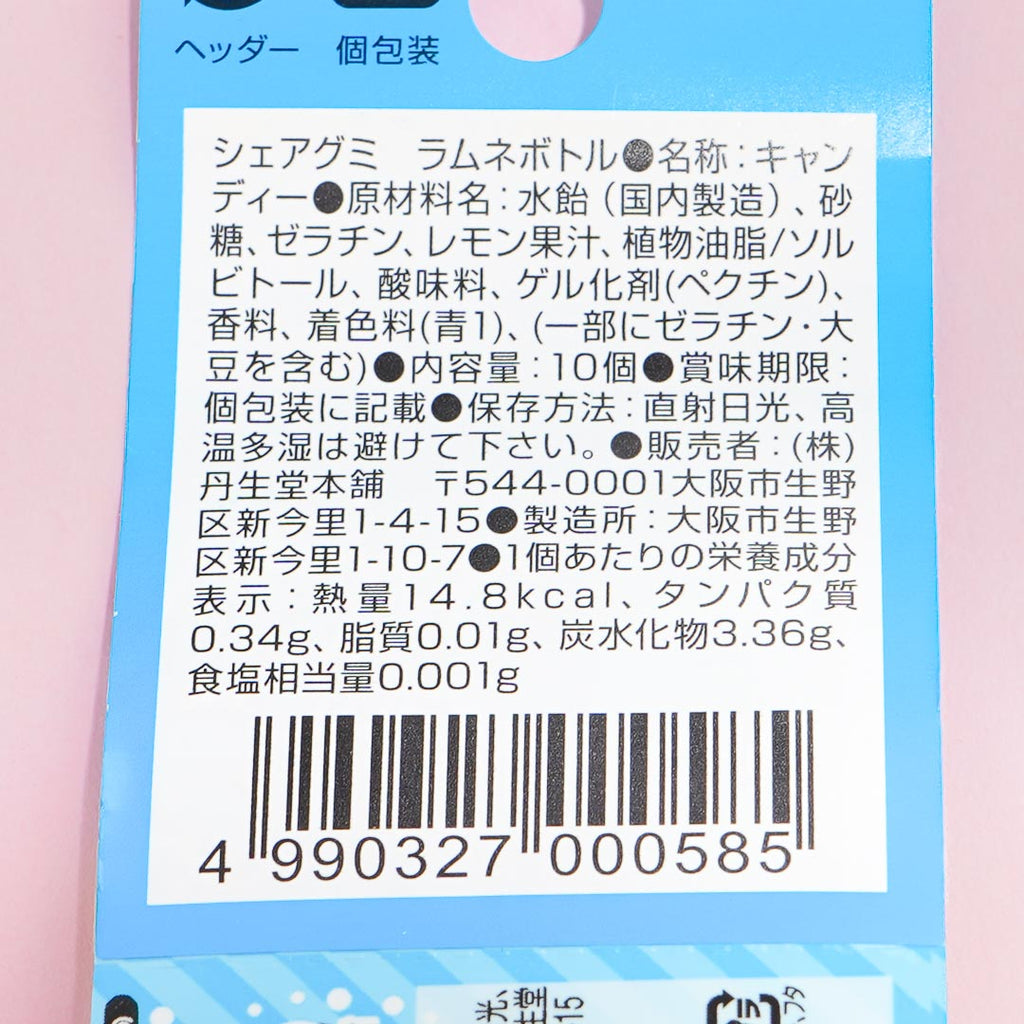 ヘッダー　個包装
シェアグミ　ラムネボトル●名称：キャン
ディー●原材料名：水飴（国内製造）、砂
糖、ゼラチン、レモン果汁、植物油脂/ソル
ビトール、酸味料、ゲル化剤(ペクチン)、
香料、着色料(青1)、(一部にゼラチン・大
豆を含む)●内容量：10個●賞味期限：
個包装に記載●保存方法：直射日光、高
温多湿は避けて下さい。●販売者：(株)
丹生堂本舗　〒544-0001大阪市生野
区新今里1-4-15●製造所：大阪市生野
区新今里1-10-7●1個あたりの栄養成分
表示：熱量14.8kcal、タンパク質
0.34g、脂質0.01g、炭水化物3.36g、
食塩相当量0.001g
4 990327 000585